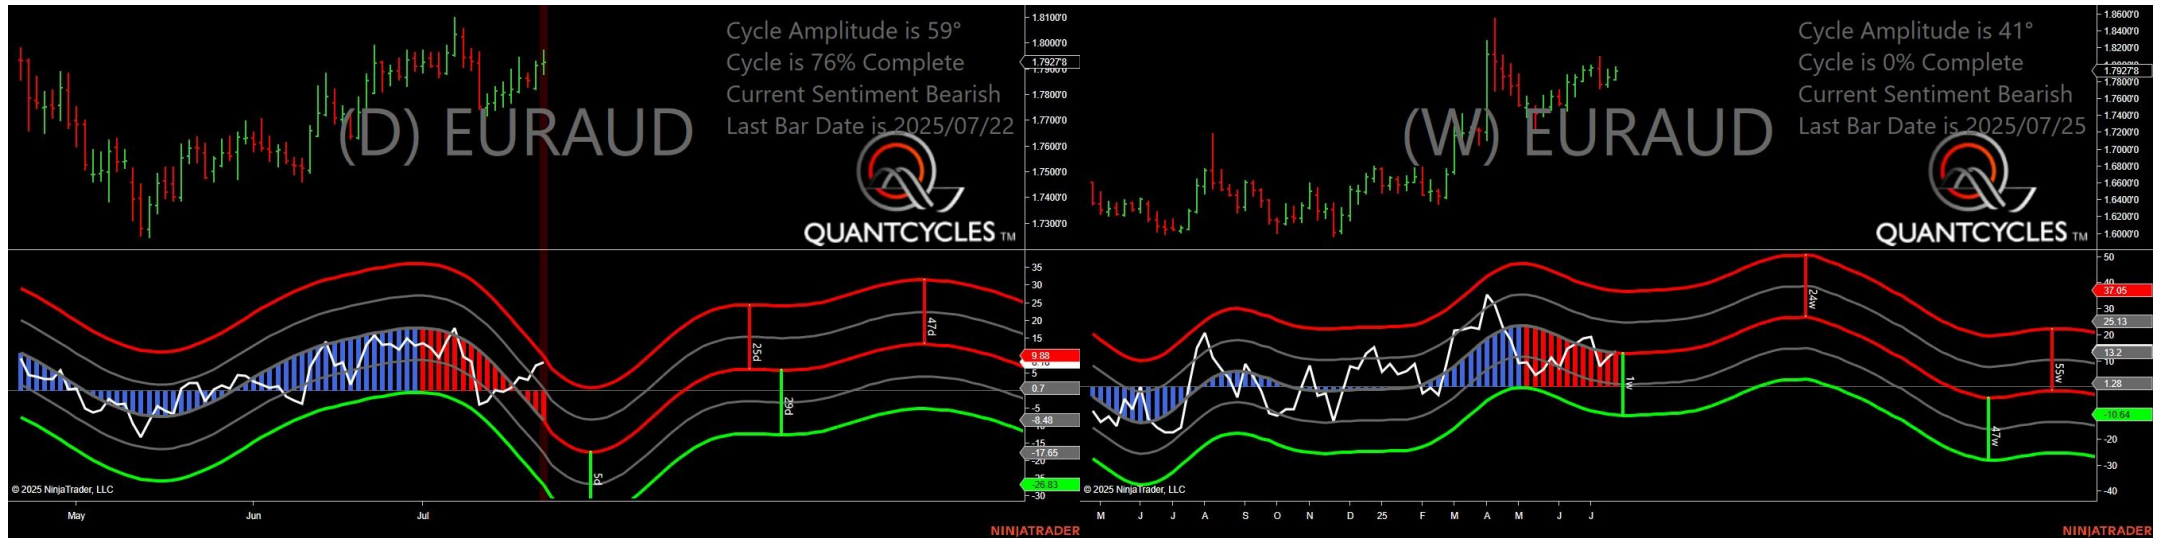 Cycle Amplitude is 59°
Cycle is 76% Complete
Current Sentiment Bearish
Last Bar Date is 2025/07/22
(D) EURAUD
QUANTCYCLES TM
1.8100'0
1.8000'0
1.7927'8
1.7900'0
1.7800'0
1.7700'0
1.7600'0
1.7500'0
1.7400'0
1.7300'0
35
30
25
20
15
9.88
5
0.7
-5
-8.48
-15
-17.65
-20
-26.83
-30
25d
47d
29d
5d
© 2025 NinjaTrader, LLC
May Jun Jul
NINJATRADER
Cycle Amplitude is 41°
Cycle is 0% Complete
Current Sentiment Bearish
Last Bar Date is 2025/07/25
(W) EURAUD
QUANTCYCLES TM
1.8600'0
1.8400'0
1.8200'0
1.7927'8
1.7800'0
1.7600'0
1.7400'0
1.7200'0
1.7000'0
1.6800'0
1.6600'0
1.6400'0
1.6200'0
1.6000'0
50
37.05
30
25.13
20
13.2
10
1.28
-10.64
-20
-30
-40
24w
1w
55w
47w
© 2025 NinjaTrader, LLC
M J J A S O N D 25 F M A M J J
NINJATRADER